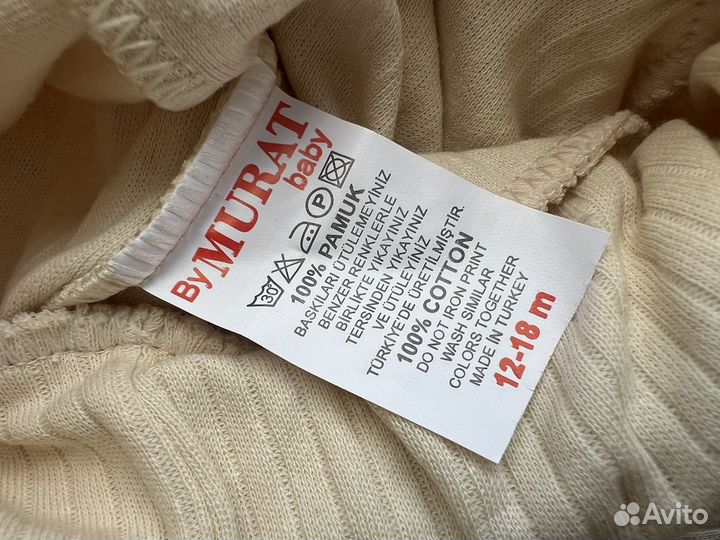 By MURAT
baby
30° P
100% PAMUK
BASKILARI ÜTÜLEMEYİNİZ
BENZER RENKLERLE
BİRLİKTE YIKAYINIZ
TERSİNDEN YIKAYINIZ
VE ÜTÜLEYİNİZ
TÜRKİYE'DE ÜRETİLMİŞTİR.
100% COTTON
DO NOT IRON PRINT
WASH SIMILAR
COLORS TOGETHER
MADE IN TURKEY
12-18 m
Avito